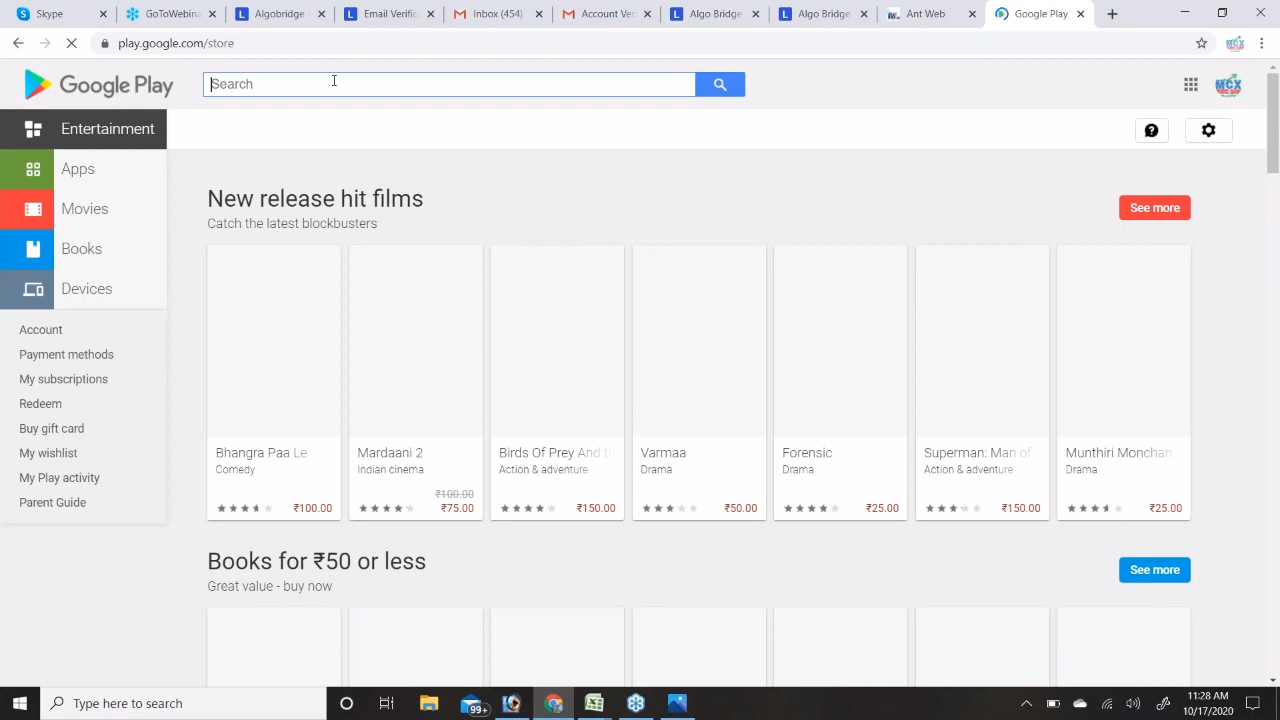 Skype
GoToWebina
Algobridge -
Email Verific
Inbox (454)
Account Ver
Algo Bridge
Algo Bridge
Ant Web
Google Play
play.google.com/store
Google Play
Search
MCX
Entertainment
Apps
Movies
Books
Devices
Account
Payment methods
My subscriptions
Redeem
Buy gift card
My wishlist
My Play activity
Parent Guide
New release hit films
Catch the latest blockbusters
See more
Bhangra Paa Le
Comedy
₹100.00
Mardaani 2
Indian cinema
₹100.00
₹75.00
Birds Of Prey And th
Action & adventure
₹150.00
Varmaa
Drama
₹50.00
Forensic
Drama
₹25.00
Superman: Man of
Action & adventure
₹150.00
Munthiri Monchan
Drama
₹25.00
Books for ₹50 or less
Great value - buy now
See more
Type here to search
99+
11:28 AM
10/17/2020